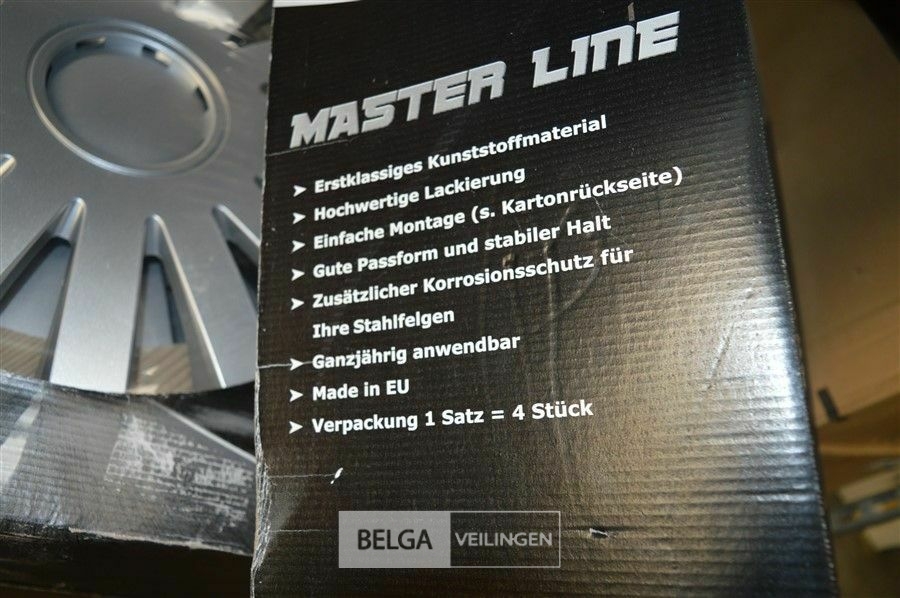 MASTER LINE
➤ Erstklassiges Kunststoffmaterial
➤ Hochwertige Lackierung
➤ Einfache Montage (s. Kartonrückseite)
➤ Gute Passform und stabiler Halt
➤ Zusätzlicher Korrosionsschutz für
Ihre Stahlfelgen
➤ Ganzjährig anwendbar
➤ Made in EU
➤ Verpackung 1 Satz = 4 Stück
BELGA VEILINGEN